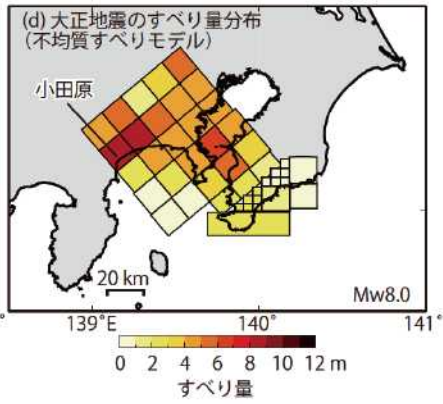 (d) 大正地震のすべり量分布
(不均質すべりモデル)
小田原
20 km
Mw8.0
139°E 140° 141°
0 2 4 6 8 10 12 m
すべり量